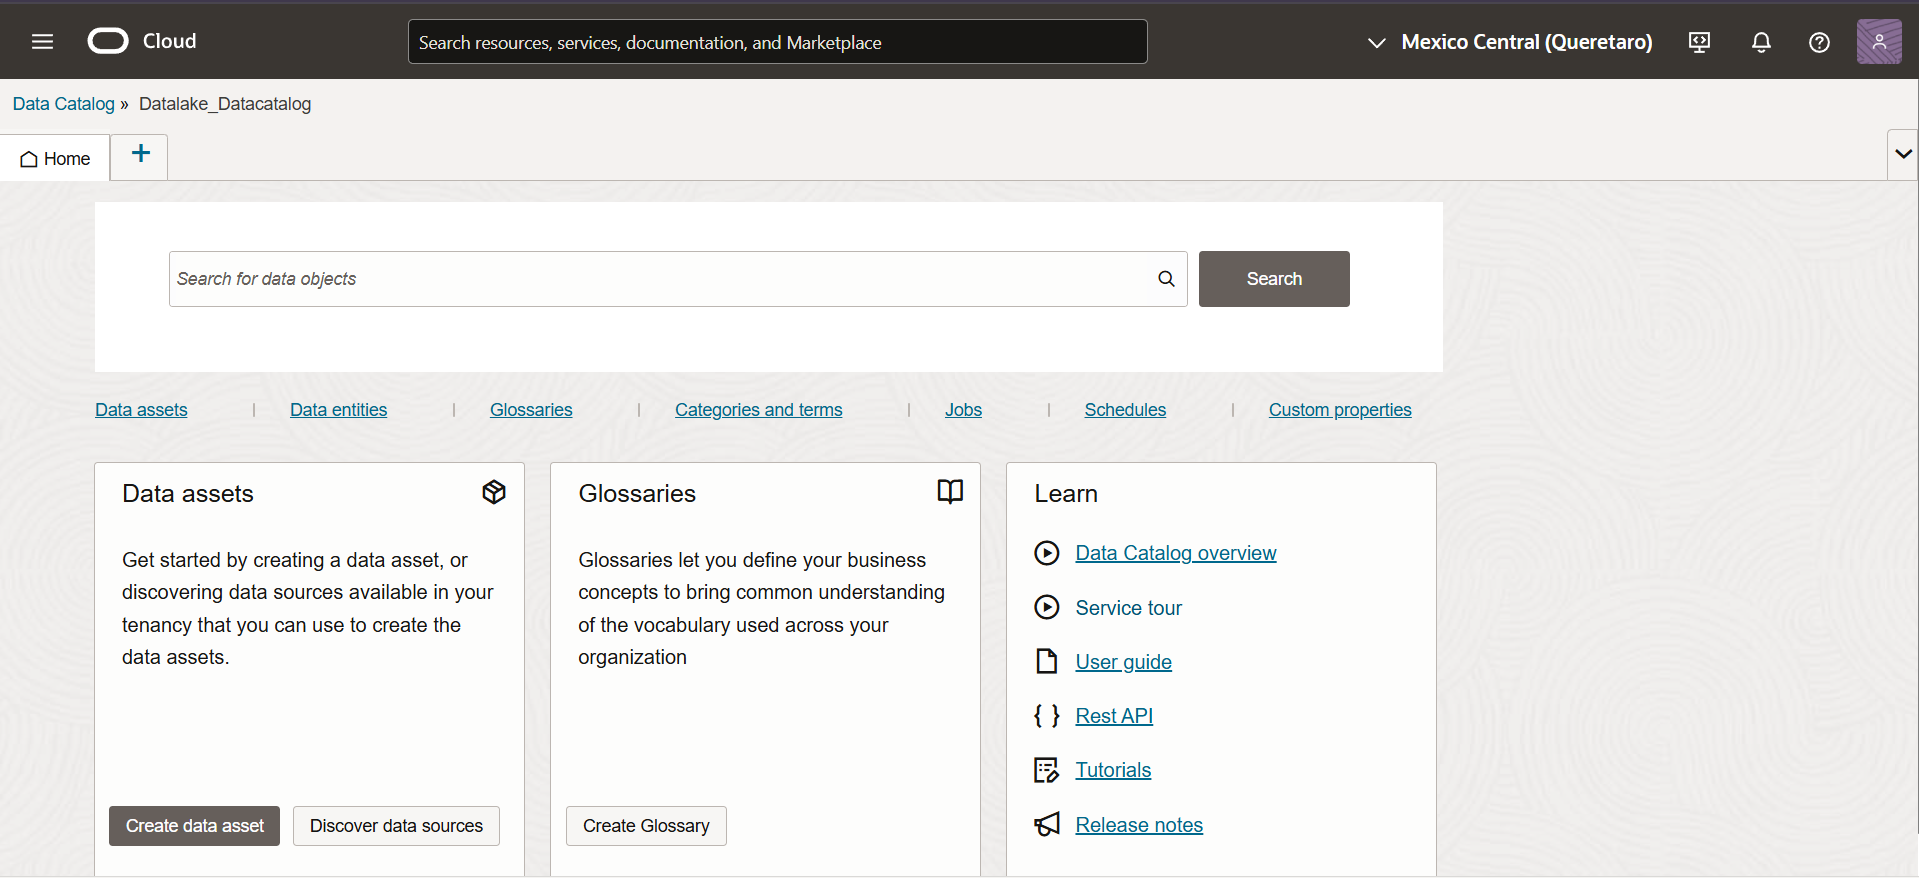 Cloud
Search resources, services, documentation, and Marketplace
Mexico Central (Queretaro)
Data Catalog » Datalake_Datacatalog
Home
+
Search for data objects
Search
Data assets | Data entities | Glossaries | Categories and terms | Jobs | Schedules | Custom properties
Data assets
Get started by creating a data asset, or
discovering data sources available in your
tenancy that you can use to create the
data assets.
Create data asset
Discover data sources
Glossaries
Glossaries let you define your business
concepts to bring common understanding
of the vocabulary used across your
organization
Create Glossary
Learn
Data Catalog overview
Service tour
User guide
Rest API
Tutorials
Release notes